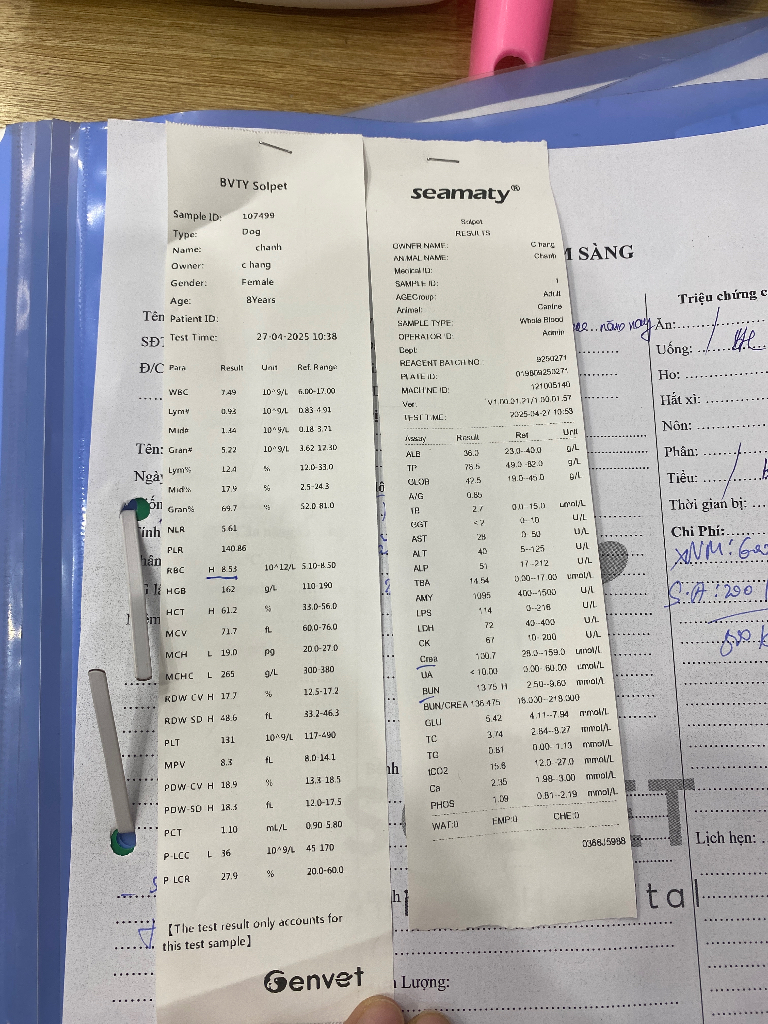 BVTY Solpet
Sample ID: 107499
Type: Dog
Name: chanh
Owner: c hang
Gender: Female
Age: 8Years
Patient ID:
Test Time: 27-04-2025 10:38
Para Result Unit Ref. Range
WBC 7.49 10^9/L 6.00-17.00
Lym# 0.93 10^9/L 0.83 4.91
Mid# 1.34 10^9/L 0.18 3.71
Gran# 5.22 10^9/L 3.62 12.30
Lym% 12.4 % 12.0-33.0
Mid% 17.9 % 2.5-24.3
Gran% 69.7 % 52.0 81.0
NLR 5.61
PLR 140.86
RBC H 8.53 10^12/L 5.10-8.50
HGB 162 g/L 110-190
HCT H 61.2 % 33.0-56.0
MCV 71.7 fL 60.0-76.0
MCH L 19.0 pg 20.0-27.0
MCHC L 265 g/L 300-380
RDW CV H 17.7 % 12.5-17.2
RDW SD H 48.6 fL 33.2-46.3
PLT 131 10^9/L 117-490
MPV 8.3 fL 8.0-14.1
PDW CV H 18.9 % 13.3 18.5
PDW-SD H 18.3 fL 12.0-17.5
PCT 1.10 mL/L 0.90 5.80
P-LCC L 36 10^9/L 45 170
P LCR 27.9 % 20.0-60.0
【The test result only accounts for
this test sample】
Genvet
seamaty®
Solpet
RESULTS
OWNER NAME: C hang
ANIMAL NAME: Chanh
Medical ID:
SAMPLE ID: 1
AGEGroup: Adult
Animal: Canine
SAMPLE TYPE: Whole Blood
OPERATOR ID: Admin
Dept:
REAGENT BATCH NO: 9250271
PLATE ID: 019809250271
MACHINE ID: 121005140
Ver: V1.00.01.21/1.00.01.57
TEST TIME: 2025-04-27 10:53
Assay Result Ref Unit
ALB 36.0 23.0-40.0 g/L
TP 78.5 49.0-82.0 g/L
GLOB 42.5 19.0-45.0 g/L
A/G 0.85
TB 2.7 0.0-15.0 umol/L
GGT <2 0-10 U/L
AST 28 0-50 U/L
ALT 40 5-125 U/L
ALP 51 17-212 U/L
TBA 14.54 0.00-17.00 umol/L
AMY 1095 400-1500 U/L
LPS 114 0-216 U/L
LDH 72 40-400 U/L
CK 67 10-200 U/L
Crea 100.7 28.0-159.0 umol/L
UA <10.00 0.00-60.00 umol/L
BUN 13.75 H 2.50-9.60 mmol/L
BUN/CREA 136.475 16.000-218.000
GLU 5.42 4.11-7.94 mmol/L
TC 3.74 2.84-8.27 mmol/L
TG 0.81 0.00-1.13 mmol/L
tCO2 15.6 12.0-27.0 mmol/L
Ca 2.35 1.98-3.00 mmol/L
PHOS 1.09 0.81-2.19 mmol/L
WAT:0 EMP:0 CHE:0
0366J5988
M SÀNG
Triệu chứng c
Ăn:
Uống:
Ho:
Hắt xì:
Nôn:
Phân:
Tiểu:
Thời gian bị:
Chi Phí:
Lịch hẹn:
Tên
SĐT
Đ/C
Tên:
Ngày
Lượng:
tal